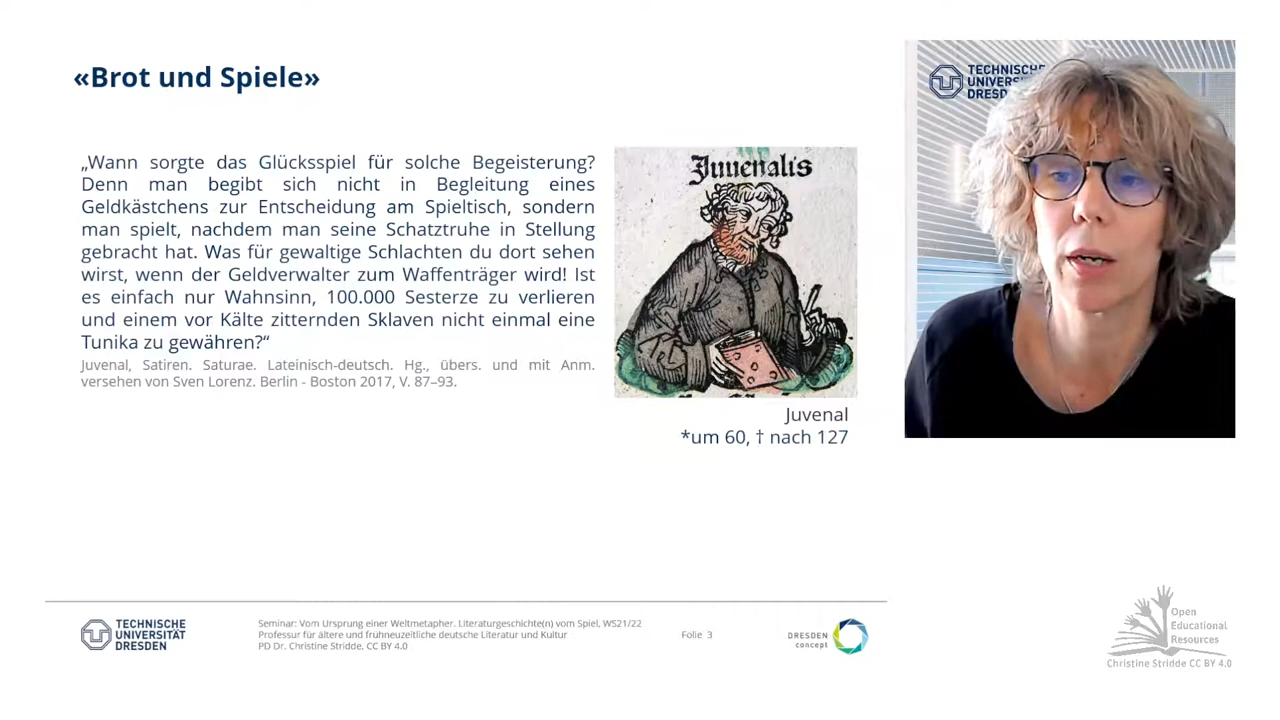 «Brot und Spiele»
„Wann sorgte das Glücksspiel für solche Begeisterung?
Denn man begibt sich nicht in Begleitung eines
Geldkästchens zur Entscheidung am Spieltisch, sondern
man spielt, nachdem man seine Schatztruhe in Stellung
gebracht hat. Was für gewaltige Schlachten du dort sehen
wirst, wenn der Geldverwalter zum Waffenträger wird! Ist
es einfach nur Wahnsinn, 100.000 Sesterze zu verlieren
und einem vor Kälte zitternden Sklaven nicht einmal eine
Tunika zu gewähren?“
Juvenal, Satiren. Saturae. Lateinisch-deutsch. Hg., übers. und mit Anm.
versehen von Sven Lorenz. Berlin - Boston 2017, V. 87–93.
Juuenalis
Juvenal
*um 60, † nach 127
TECHNISCHE
UNIVERS
DRESD
TECHNISCHE
UNIVERSITÄT
DRESDEN
Seminar: Vom Ursprung einer Weltmetapher. Literaturgeschichte(n) vom Spiel, WS21/22
Professur für ältere und frühneuzeitliche deutsche Literatur und Kultur
PD Dr. Christine Stridde, CC BY 4.0
Folie 3
DRESDEN
concept
Open
Educational
Resources
Christine Stridde CC BY 4.0